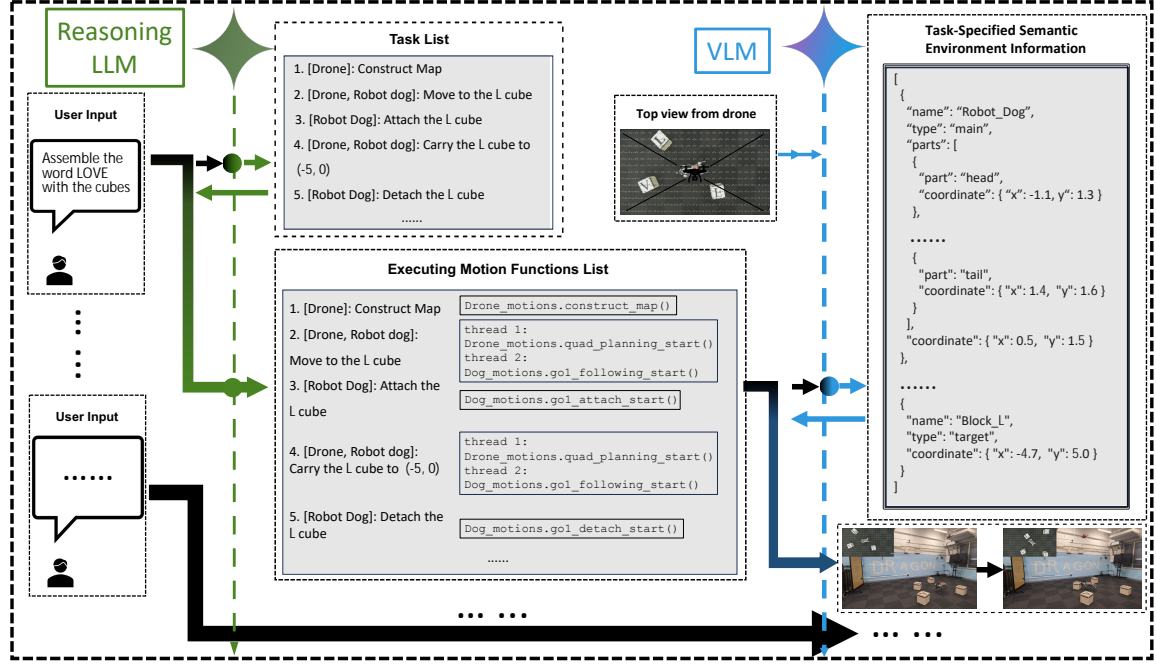 Reasoning
LLM
User Input
Assemble the
word LOVE
with the cubes
User Input
......
Task List
1. [Drone]: Construct Map
2. [Drone, Robot dog]: Move to the L cube
3. [Robot Dog]: Attach the L cube
4. [Drone, Robot dog]: Carry the L cube to
(-5, 0)
5. [Robot Dog]: Detach the L cube
......
Executing Motion Functions List
1. [Drone]: Construct Map
Drone_motions.construct_map()
2. [Drone, Robot dog]:
Move to the L cube
thread 1:
Drone_motions.quad_planning_start()
thread 2:
Dog_motions.go1_following_start()
3. [Robot Dog]: Attach the
L cube
Dog_motions.go1_attach_start()
4. [Drone, Robot dog]:
Carry the L cube to (-5, 0)
thread 1:
Drone_motions.quad_planning_start()
thread 2:
Dog_motions.go1_following_start()
5. [Robot Dog]: Detach the
L cube
Dog_motions.go1_detach_start()
......
VLM
Top view from drone
L
V
E
Task-Specified Semantic
Environment Information
[
{
"name": “Robot_Dog”,
"type": “main”,
"parts": [
{
"part": “head”,
"coordinate": { “x": -1.1, y": 1.3 }
},
......
{
"part": "tail”,
"coordinate": { "x": 1.4, "y": 1.6 }
}
],
"coordinate": { "x": 0.5, "y": 1.5 }
},
......
{
"name": "Block_L",
"type": "target",
"coordinate": { "x": -4.7, "y": 5.0 }
}
]
DRAGON
DRAGON
... ...
... ...